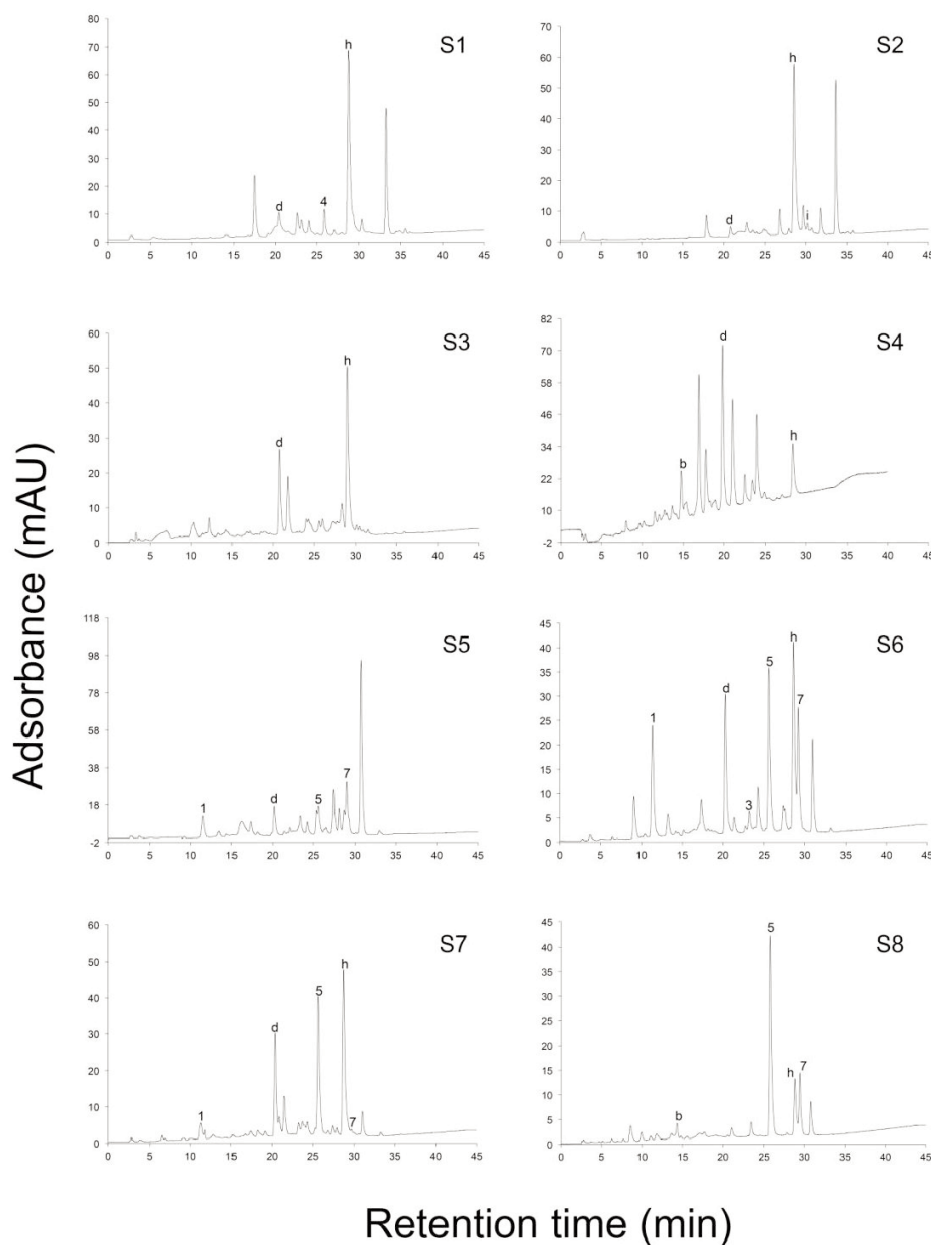 Adsorbance (mAU)
S1
80
70
60
50
40
30
20
10
0
h
d
4
0 5 10 15 20 25 30 35 40 45
S2
70
60
50
40
30
20
10
0
h
d
i
0 5 10 15 20 25 30 35 40 45
S3
60
50
40
30
20
10
0
h
d
0 5 10 15 20 25 30 35 40 45
S4
82
70
58
46
34
22
10
-2
d
b
h
0 5 10 15 20 25 30 35 40 45
S5
118
98
78
58
38
18
-2
1
d
5
7
0 5 10 15 20 25 30 35 40 45
S6
45
40
35
30
25
20
15
10
5
0
1
d
3
5
h
7
0 5 10 15 20 25 30 35 40 45
S7
60
50
40
30
20
10
0
1
d
5
h
7
0 5 10 15 20 25 30 35 40 45
S8
45
40
35
30
25
20
15
10
5
0
b
5
h
7
0 5 10 15 20 25 30 35 40 45
Retention time (min)